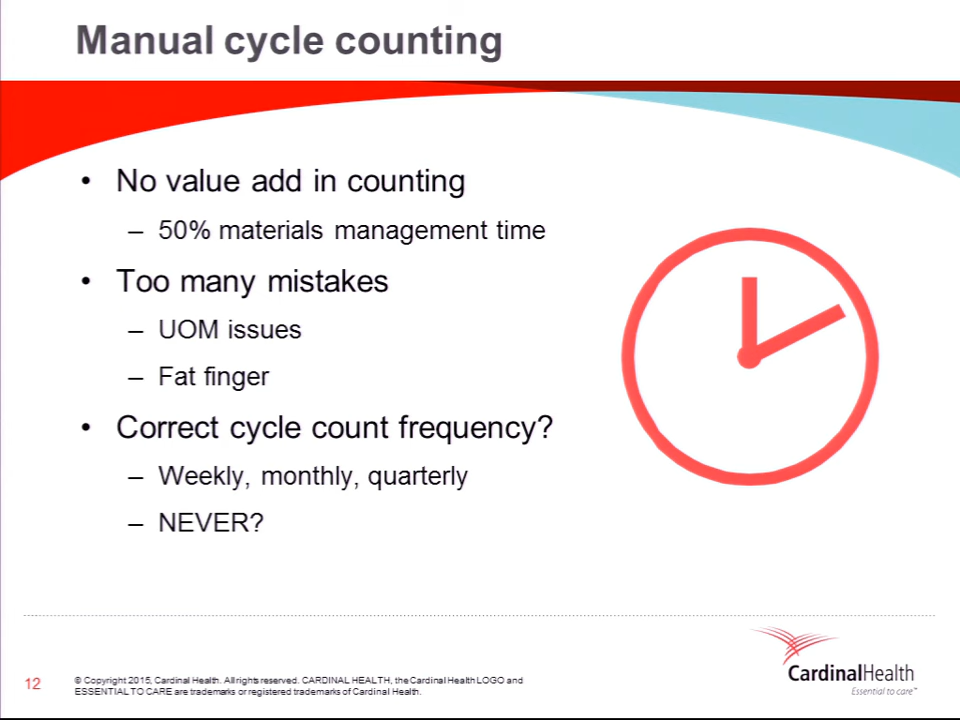 Manual cycle counting
• No value add in counting
– 50% materials management time
• Too many mistakes
– UOM issues
– Fat finger
• Correct cycle count frequency?
– Weekly, monthly, quarterly
– NEVER?
CardinalHealth
Essential to care™
12
© Copyright 2015, Cardinal Health. All rights reserved. CARDINAL HEALTH, the Cardinal Health LOGO and
ESSENTIAL TO CARE are trademarks or registered trademarks of Cardinal Health.